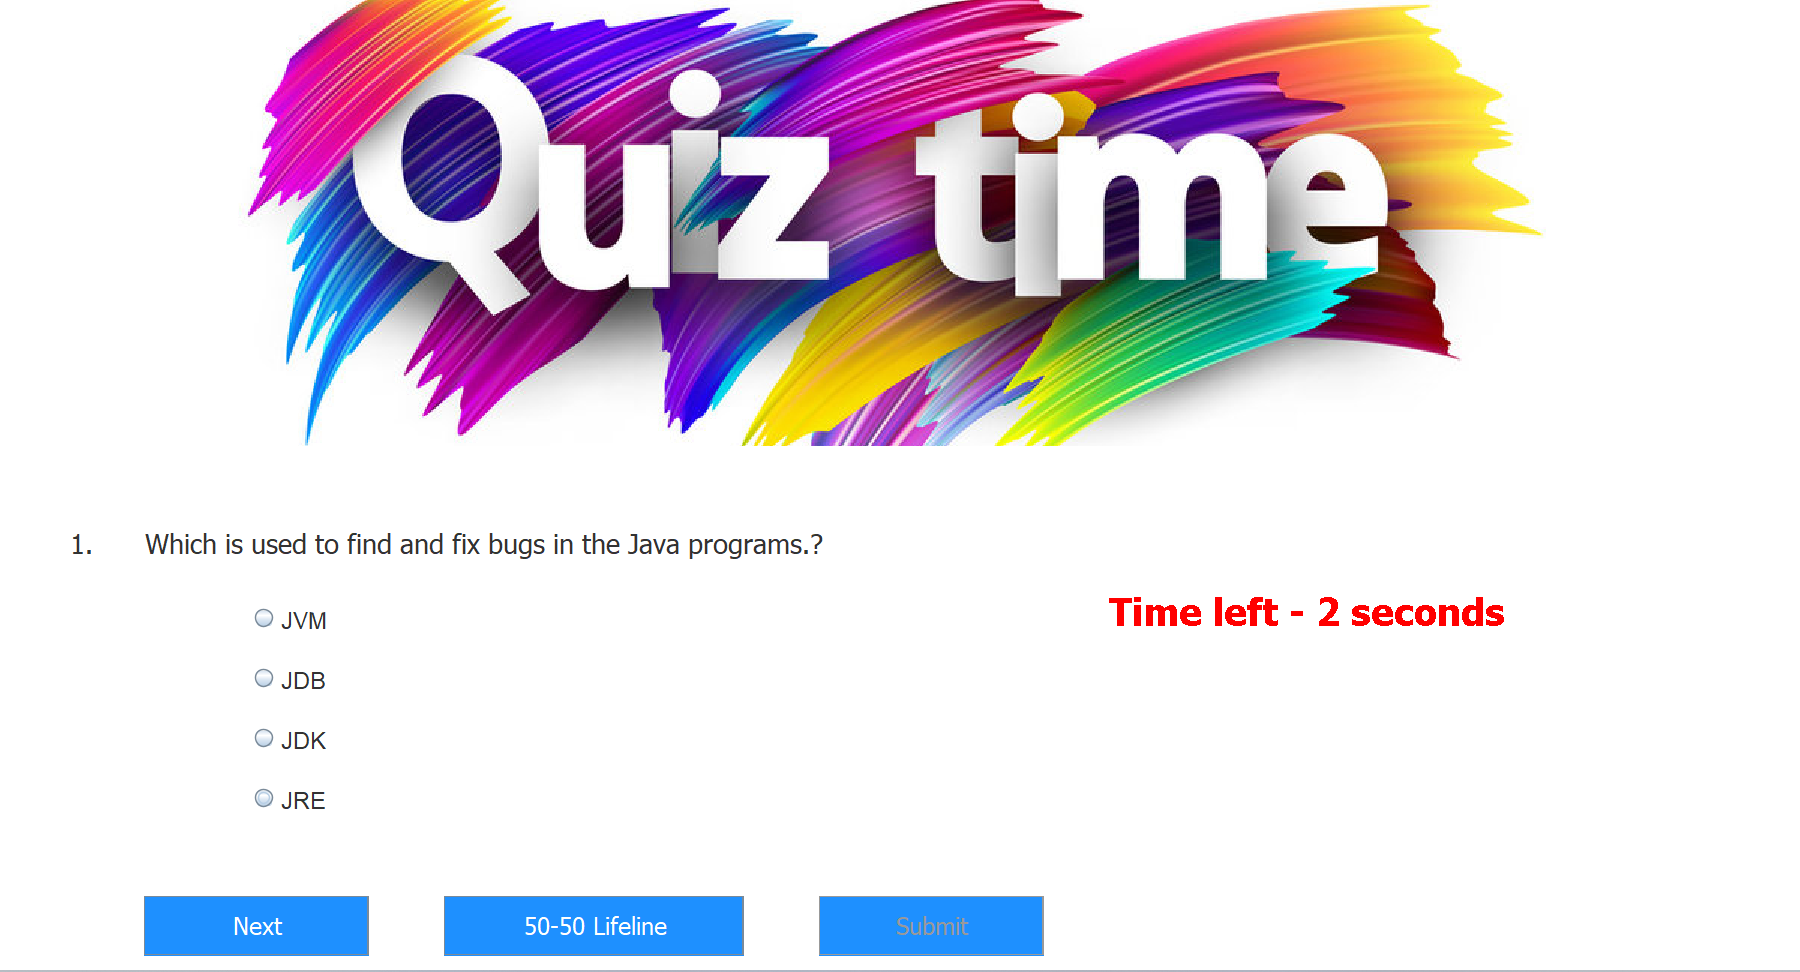 Quiz time
1. Which is used to find and fix bugs in the Java programs.?
JVM
Time left - 2 seconds
JDB
JDK
JRE
Next 50-50 Lifeline Submit